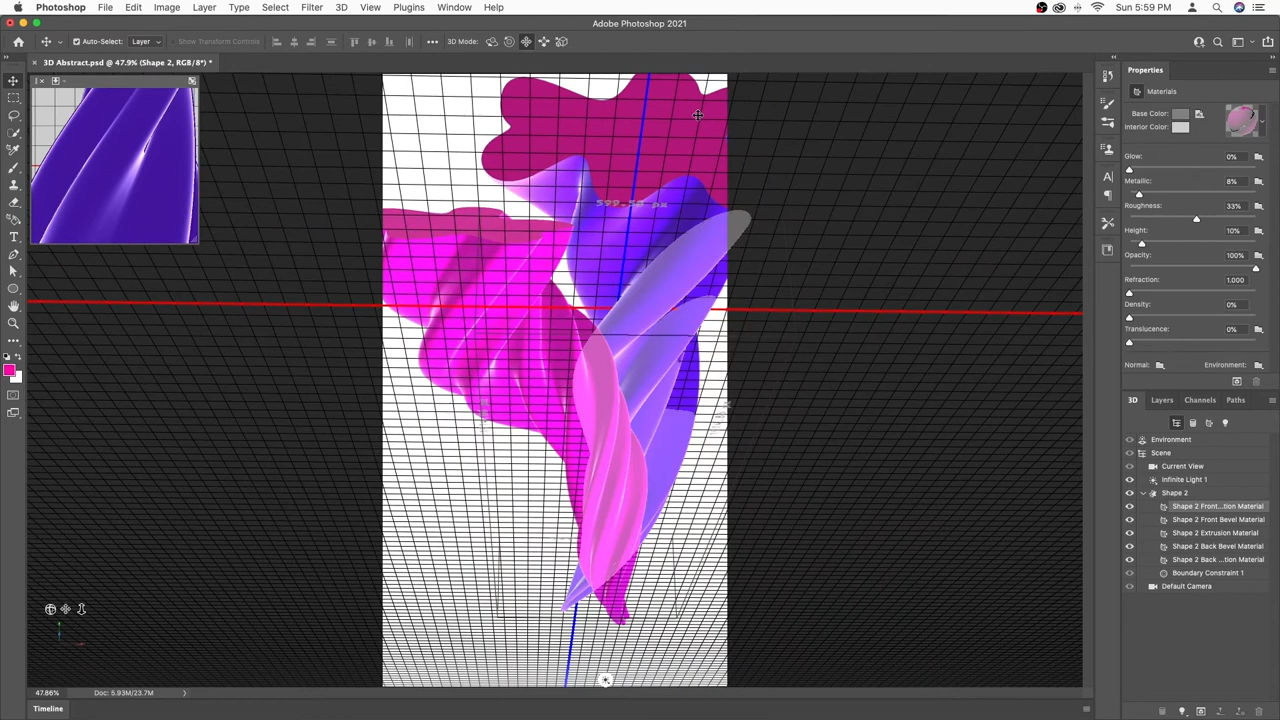 Photoshop File Edit Image Layer Type Select Filter 3D View Plugins Window Help Sun 5:59 PM
Adobe Photoshop 2021
Auto-Select: Layer Show Transform Controls 3D Mode:
3D Abstract.psd @ 47.9% (Shape 2, RGB/8*) *
Properties
Materials
Base Color:
Interior Color:
Glow: 0%
Metallic: 8%
Roughness: 33%
Height: 10%
Opacity: 100%
Refraction: 1.000
Density: 0%
Translucence: 0%
Normal: Environment:
3D Layers Channels Paths
Environment
Scene
Current View
Infinite Light 1
Shape 2
Shape 2 Front...tion Material
Shape 2 Front Bevel Material
Shape 2 Extrusion Material
Shape 2 Back Bevel Material
Shape 2 Back ...tion Material
Boundary Constraint 1
Default Camera
47.86% Doc: 5.93M/23.7M
Timeline